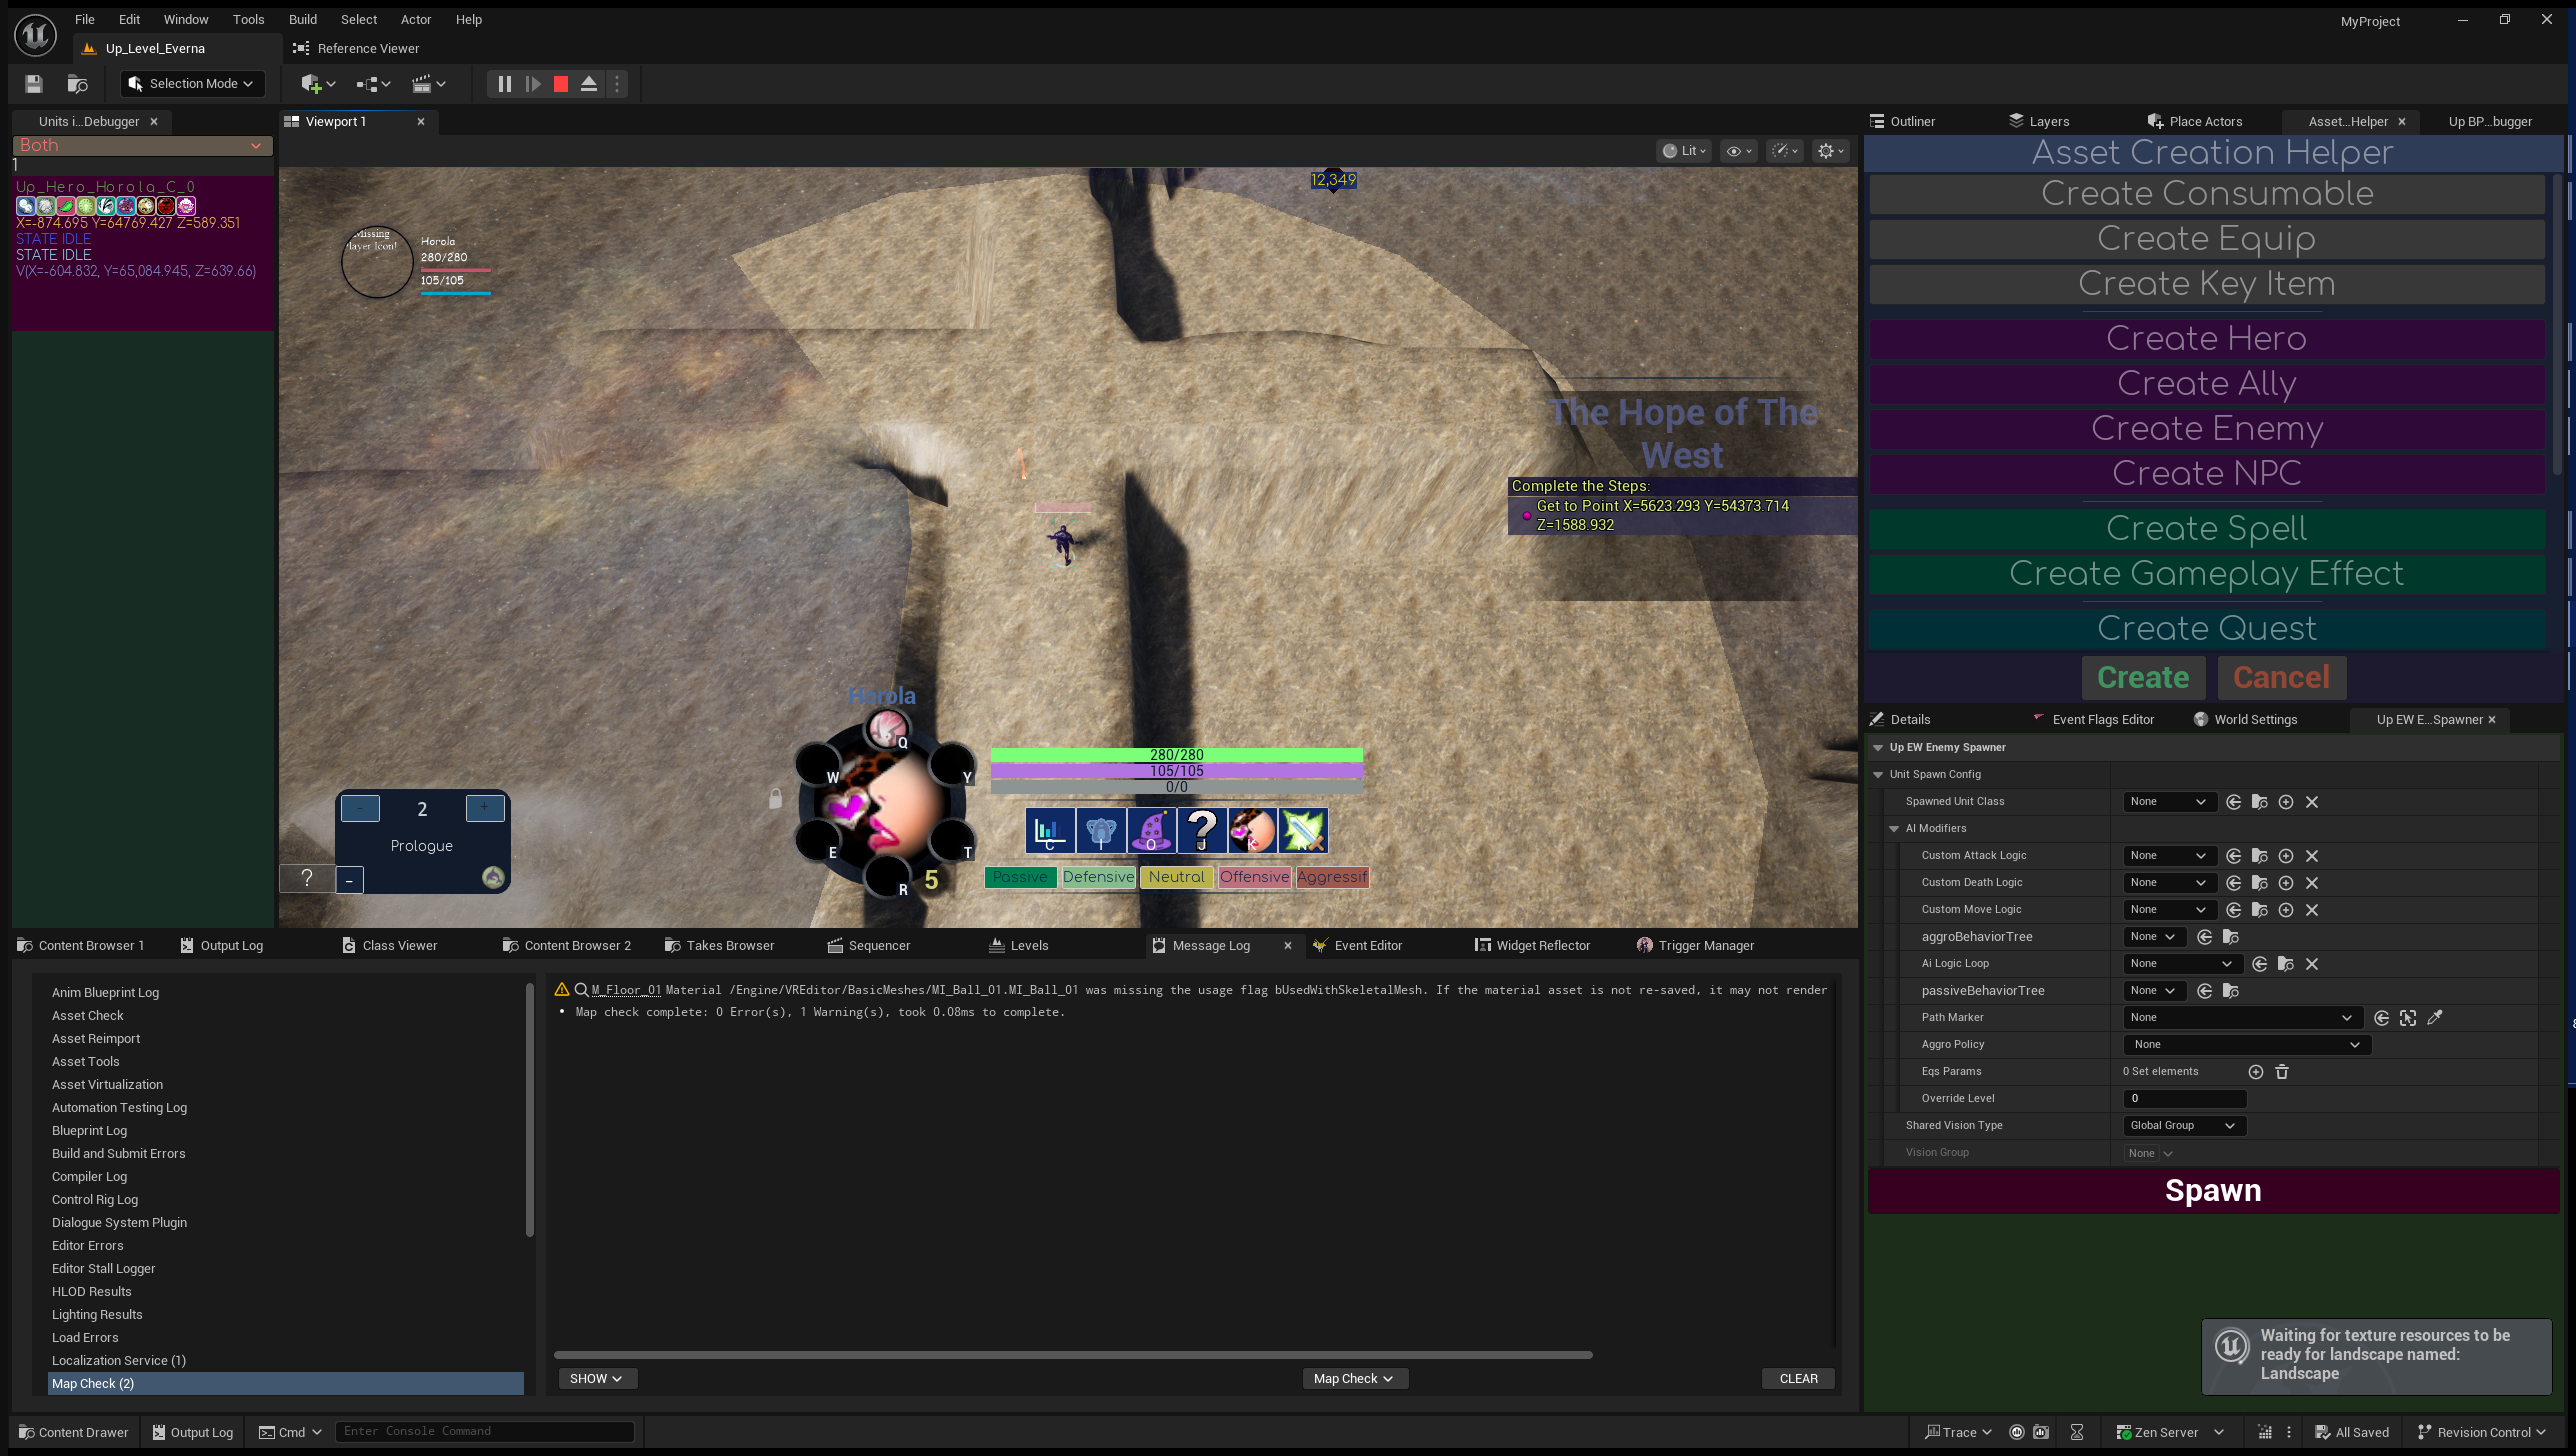 File Edit Window Tools Build Select Actor Help
MyProject
Up_Level_Everna
Reference Viewer
Selection Mode
Units i...Debugger
Viewport 1
Outliner
Layers
Place Actors
Asset...Helper
Up BP...bugger
Both
1
Up_Hero_Horola_C_0
X=-874.695 Y=64769.427 Z=589.351
STATE IDLE
STATE IDLE
V(X=-604.832, Y=65,084.945, Z=639.66)
Lit
12,349
Missing
layer Icon!
Horola
280/280
105/105
The Hope of The
West
Complete the Steps:
Get to Point X=5623.293 Y=54373.714
Z=1588.932
Horola
Q
W
Y
E
T
R
5
280/280
105/105
0/0
C
I
O
J
K
N
Passive
Defensive
Neutral
Offensive
Aggressif
-
2
+
Prologue
?
-
Asset Creation Helper
Create Consumable
Create Equip
Create Key Item
Create Hero
Create Ally
Create Enemy
Create NPC
Create Spell
Create Gameplay Effect
Create Quest
Create
Cancel
Details
Event Flags Editor
World Settings
Up EW E...Spawner
Up EW Enemy Spawner
Unit Spawn Config
Spawned Unit Class None
AI Modifiers
Custom Attack Logic None
Custom Death Logic None
Custom Move Logic None
aggroBehaviorTree None
Ai Logic Loop None
passiveBehaviorTree None
Path Marker None
Aggro Policy None
Eqs Params 0 Set elements
Override Level 0
Shared Vision Type Global Group
Vision Group None
Spawn
Waiting for texture resources to be
ready for landscape named:
Landscape
Content Browser 1
Output Log
Class Viewer
Content Browser 2
Takes Browser
Sequencer
Levels
Message Log
Event Editor
Widget Reflector
Trigger Manager
Anim Blueprint Log
Asset Check
Asset Reimport
Asset Tools
Asset Virtualization
Automation Testing Log
Blueprint Log
Build and Submit Errors
Compiler Log
Control Rig Log
Dialogue System Plugin
Editor Errors
Editor Stall Logger
HLOD Results
Lighting Results
Load Errors
Localization Service (1)
Map Check (2)
M_Floor_01 Material /Engine/VREditor/BasicMeshes/MI_Ball_01.MI_Ball_01 was missing the usage flag bUsedWithSkeletalMesh. If the material asset is not re-saved, it may not render
Map check complete: 0 Error(s), 1 Warning(s), took 0.08ms to complete.
SHOW
Map Check
CLEAR
Content Drawer
Output Log
Cmd
Enter Console Command
Trace
Zen Server
All Saved
Revision Control